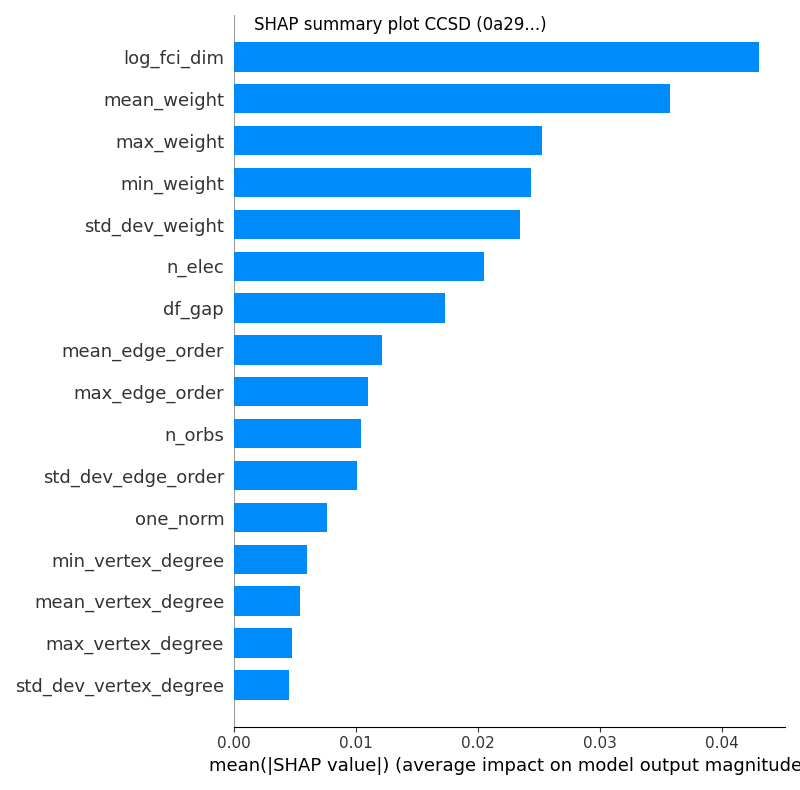 SHAP summary plot CCSD (0a29...)
log_fci_dim
mean_weight
max_weight
min_weight
std_dev_weight
n_elec
df_gap
mean_edge_order
max_edge_order
n_orbs
std_dev_edge_order
one_norm
min_vertex_degree
mean_vertex_degree
max_vertex_degree
std_dev_vertex_degree
0.00 0.01 0.02 0.03 0.04
mean(|SHAP value|) (average impact on model output magnitude